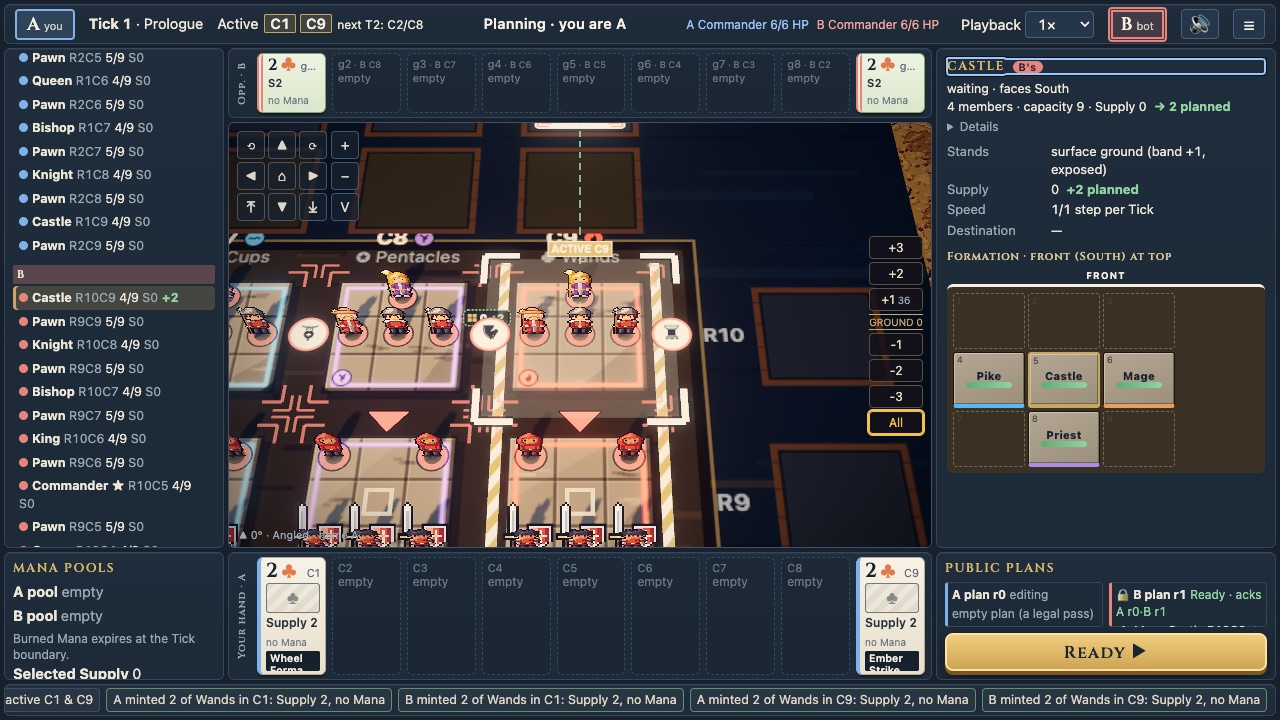 A you
Tick 1 · Prologue
Active C1 C9 next T2: C2/C8
Planning · you are A
A Commander 6/6 HP B Commander 6/6 HP
Playback 1×
B bot
Pawn R2C5 5/9 S0
Queen R1C6 4/9 S0
Pawn R2C6 5/9 S0
Bishop R1C7 4/9 S0
Pawn R2C7 5/9 S0
Knight R1C8 4/9 S0
Pawn R2C8 5/9 S0
Castle R1C9 4/9 S0
Pawn R2C9 5/9 S0
B
Castle R10C9 4/9 S0 +2
Pawn R9C9 5/9 S0
Knight R10C8 4/9 S0
Pawn R9C8 5/9 S0
Bishop R10C7 4/9 S0
Pawn R9C7 5/9 S0
King R10C6 4/9 S0
Pawn R9C6 5/9 S0
Commander ★ R10C5 4/9
S0
Pawn R9C5 5/9 S0
OPP. · B
2 ♣ g...
S2
no Mana
g2 · B C8
empty
g3 · B C7
empty
g4 · B C6
empty
g5 · B C5
empty
g6 · B C4
empty
g7 · B C3
empty
g8 · B C2
empty
2 ♣ g...
S2
no Mana
V
Cups
C8
Pentacles
C9
ACTIVE C9
Wands
R10
R9
+3
+2
+1 36
GROUND 0
-1
-2
-3
All
YOUR HAND · A
2 ♣ C1
Supply 2
no Mana
Wheel
C2
empty
C3
empty
C4
empty
C5
empty
C6
empty
C7
empty
C8
empty
2 ♣ C9
Supply 2
no Mana
Ember
Strike
CASTLE B's
waiting · faces South
4 members · capacity 9 · Supply 0 → 2 planned
▶ Details
Stands surface ground (band +1,
exposed)
Supply 0 +2 planned
Speed 1/1 step per Tick
Destination —
FORMATION · FRONT (SOUTH) AT TOP
FRONT
4 Pike
5 Castle
6 Mage
8 Priest
MANA POOLS
A pool empty
B pool empty
Burned Mana expires at the Tick
boundary.
Selected Supply 0
PUBLIC PLANS
A plan r0 editing
empty plan (a legal pass)
B plan r1 Ready · acks
A r0·B r1
READY ▶
active C1 & C9
A minted 2 of Wands in C1: Supply 2, no Mana
B minted 2 of Wands in C1: Supply 2, no Mana
A minted 2 of Wands in C9: Supply 2, no Mana
B minted 2 of Wands in C9: Supply 2, no Mana